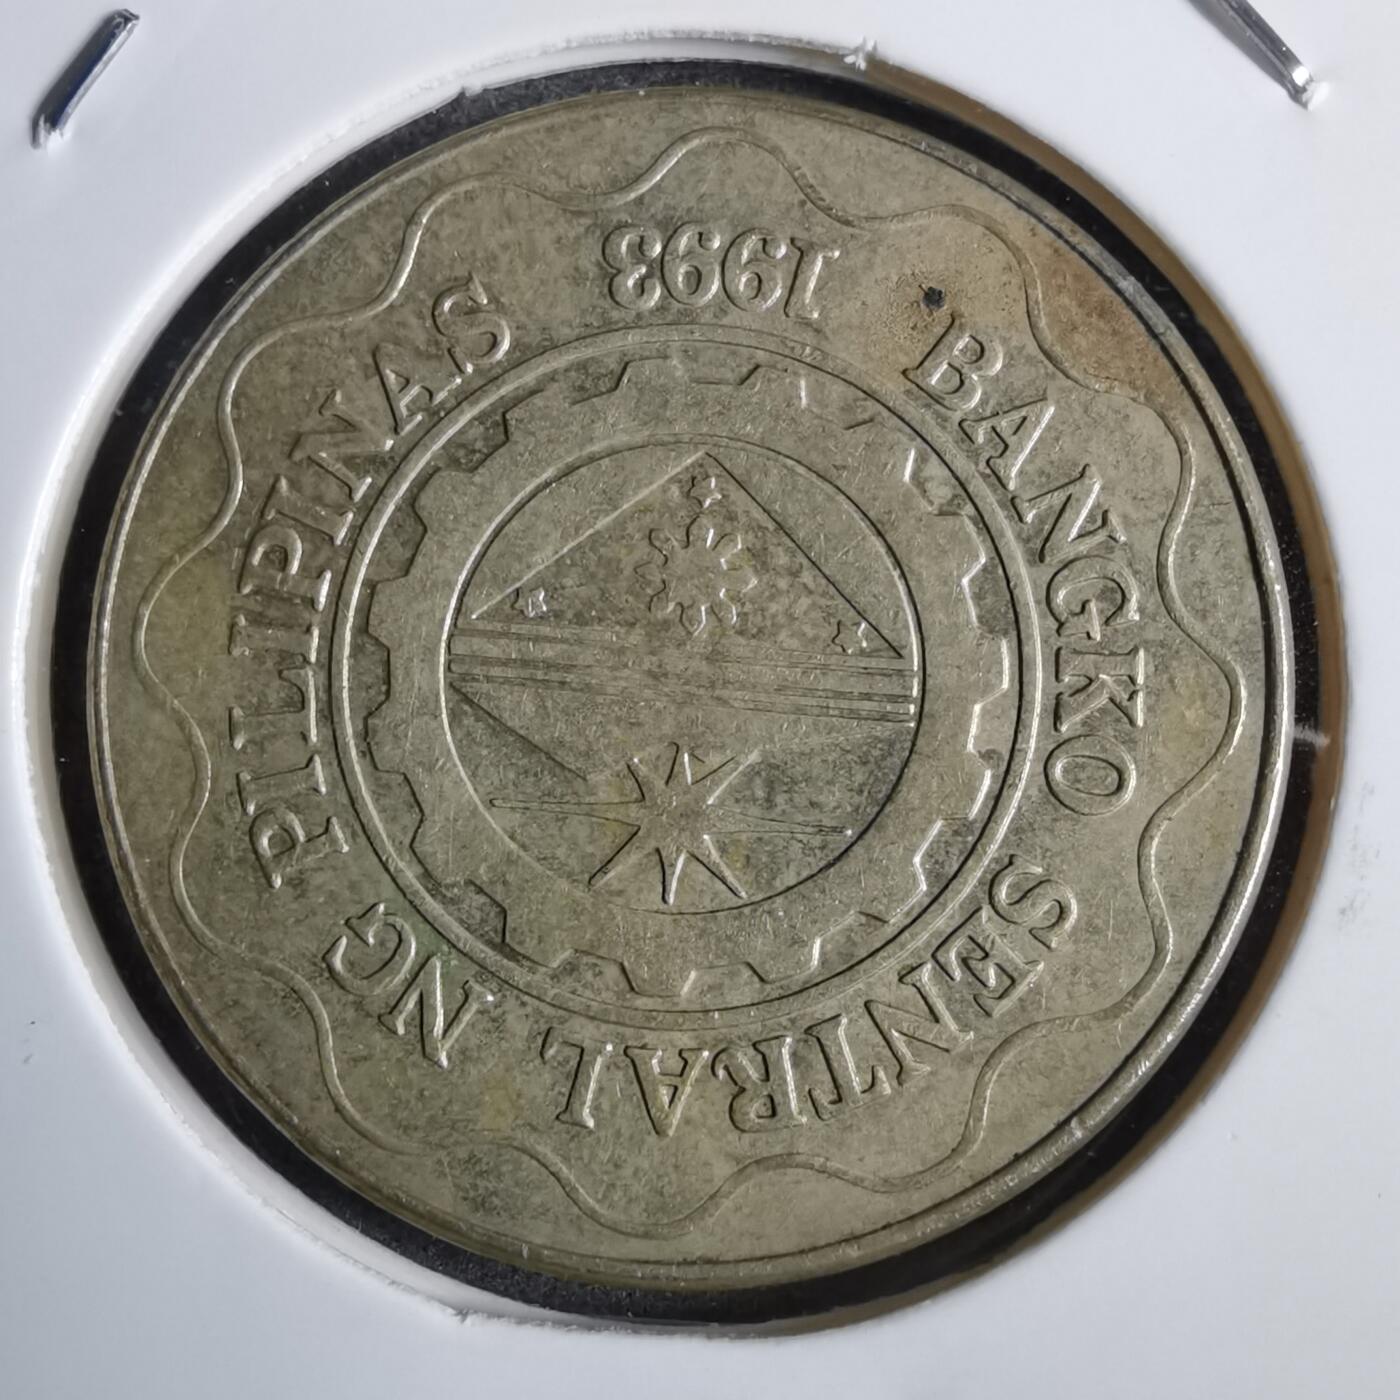 BANGKO SENTRAL NG PILIPINAS
1993